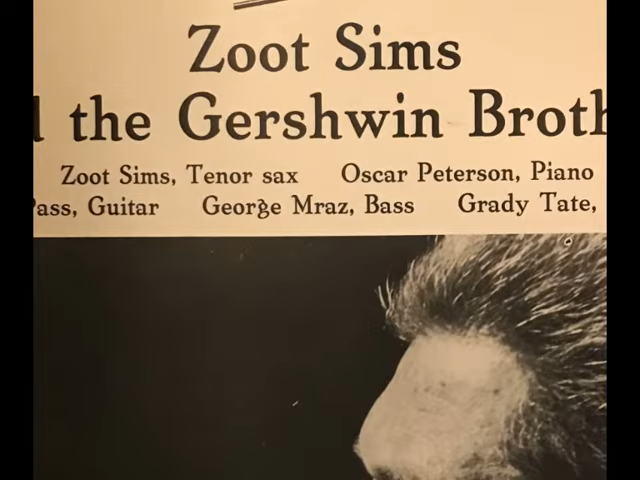 Zoot Sims
d the Gershwin Broth
Zoot Sims, Tenor sax Oscar Peterson, Piano
ass, Guitar George Mraz, Bass Grady Tate,